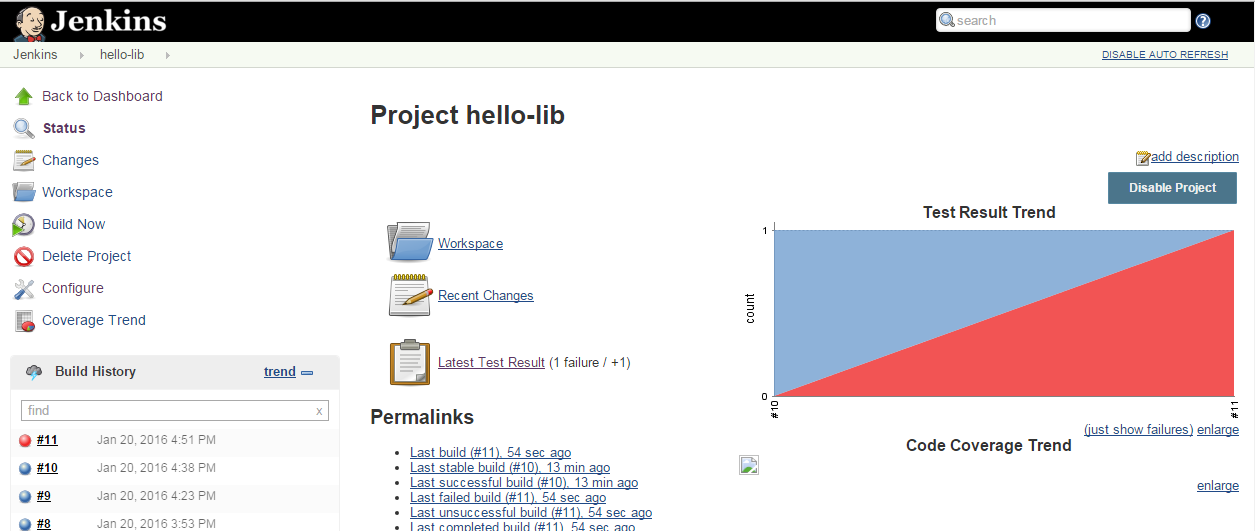 Jenkins
search
?
Jenkins
hello-lib
DISABLE AUTO REFRESH
Back to Dashboard
Status
Changes
Workspace
Build Now
Delete Project
Configure
Coverage Trend
Build History
trend
find
x
#11 Jan 20, 2016 4:51 PM
#10 Jan 20, 2016 4:38 PM
#9 Jan 20, 2016 4:23 PM
#8 Jan 20, 2016 3:53 PM
Project hello-lib
add description
Disable Project
Workspace
Recent Changes
Latest Test Result (1 failure / +1)
Permalinks
Last build (#11), 54 sec ago
Last stable build (#10), 13 min ago
Last successful build (#10), 13 min ago
Last failed build (#11), 54 sec ago
Last unsuccessful build (#11), 54 sec ago
Last completed build (#11), 54 sec ago
Test Result Trend
1
count
0
#10
#11
(just show failures) enlarge
Code Coverage Trend
enlarge